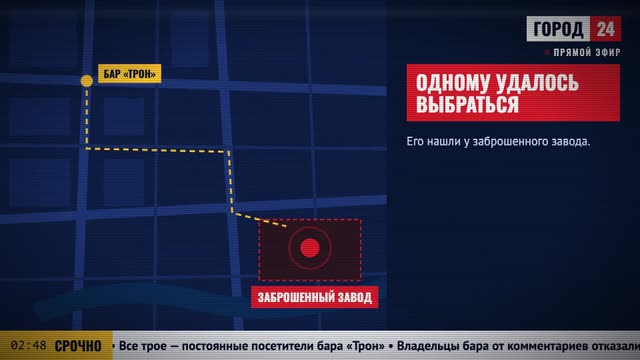 ГОРОД 24
ПРЯМОЙ ЭФИР
БАР «ТРОН»
ОДНОМУ УДАЛОСЬ
ВЫБРАТЬСЯ
Его нашли у заброшенного завода.
ЗАБРОШЕННЫЙ ЗАВОД
02:48 СРОЧНО • Все трое — постоянные посетители бара «Трон» • Владельцы бара от комментариев отказали